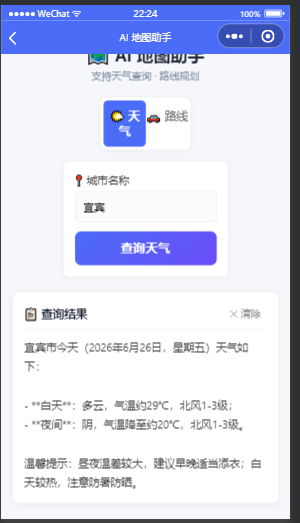 WeChat 22:24 100%
AI 地图助手
AI 地图助手
支持天气查询 · 路线规划
天气 路线
城市名称
宜宾
查询天气
查询结果 × 清除
宜宾市今天（2026年6月26日，星期五）天气如
下：
- **白天**：多云，气温约29℃，北风1-3级；
- **夜间**：阴，气温降至约20℃，北风1-3级。
温馨提示：昼夜温差较大，建议早晚适当添衣；白
天较热，注意防暑防晒。